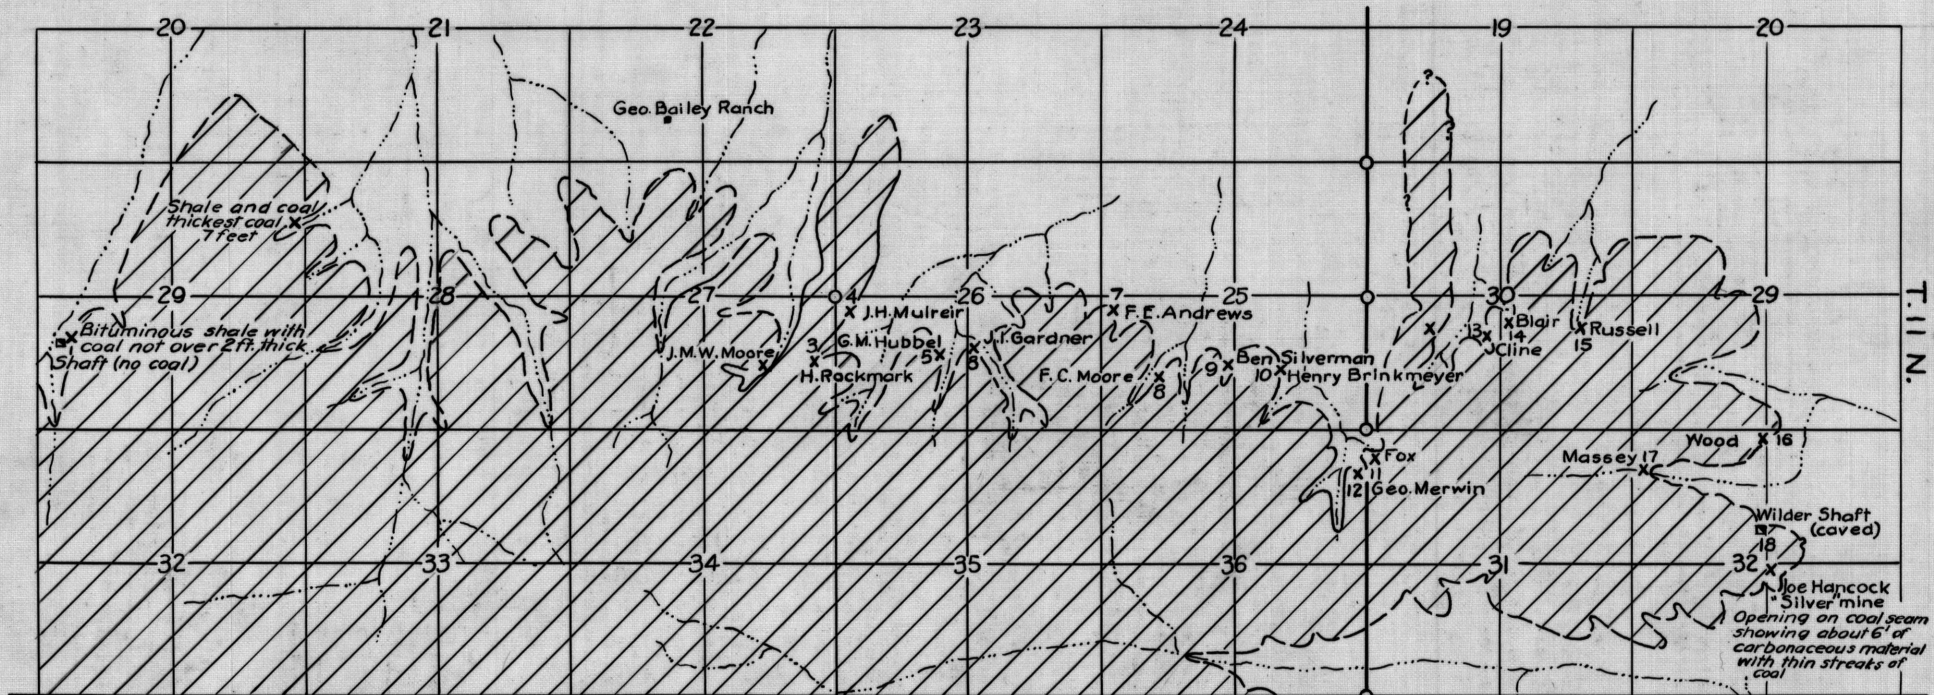 20 21 22 23 24 19 20
?
Geo. Bailey Ranch
Shale and coal
thickest coal
7 feet
29 28 27 4 26 7 25 30 29
J.H. Mulreir
F.E. Andrews
T. 11 N.
Bituminous shale with
coal not over 2 ft. thick
Shaft (no coal)
J.M.W. Moore
3
H. Rockmark
G.M. Hubbel
5
J.T. Gardner
6
F.C. Moore
8
9
Ben Silverman
10 Henry Brinkmeyer
13
Cline
Blair
14
Russell
15
Wood 16
Massey 17
Fox
11
12 Geo. Merwin
Wilder Shaft
(caved)
18
32 33 34 35 36 31 32
Joe Hancock
"Silver" mine
Opening on coal seam
showing about 6' of
carbonaceous material
with thin streaks of
coal